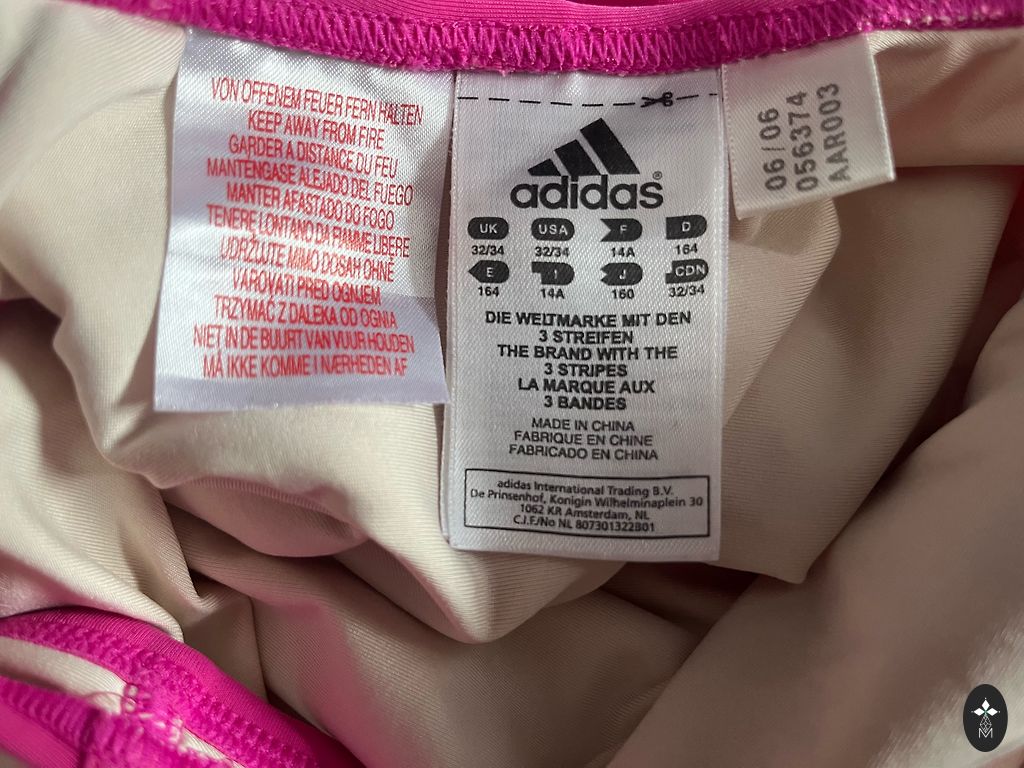 VON OFFENEM FEUER FERN HALTEN
KEEP AWAY FROM FIRE
GARDER A DISTANCE DU FEU
MANTENGASE ALEJADO DEL FUEGO
MANTER AFASTADO DO FOGO
TENERE LONTANO DA FIAMME LIBERE
UDRŽUJTE MIMO DOSAH OHNĚ
VAROVATI PRED OGNJEM
TRZYMAĆ Z DALEKA OD OGNIA
NIET IN DE BUURT VAN VUUR HOUDEN
MÅ IKKE KOMME I NÆRHEDEN AF
adidas®
UK USA F D
32/34 32/34 14A 164
E I J CDN
164 14A 160 32/34
DIE WELTMARKE MIT DEN
3 STREIFEN
THE BRAND WITH THE
3 STRIPES
LA MARQUE AUX
3 BANDES
MADE IN CHINA
FABRIQUE EN CHINE
FABRICADO EN CHINA
adidas International Trading B.V.
De Prinsenhof, Konigin Wilhelminaplein 30
1062 KR Amsterdam, NL
C.I.F./No NL 807301322B01
06/06
056374
AAR003
M